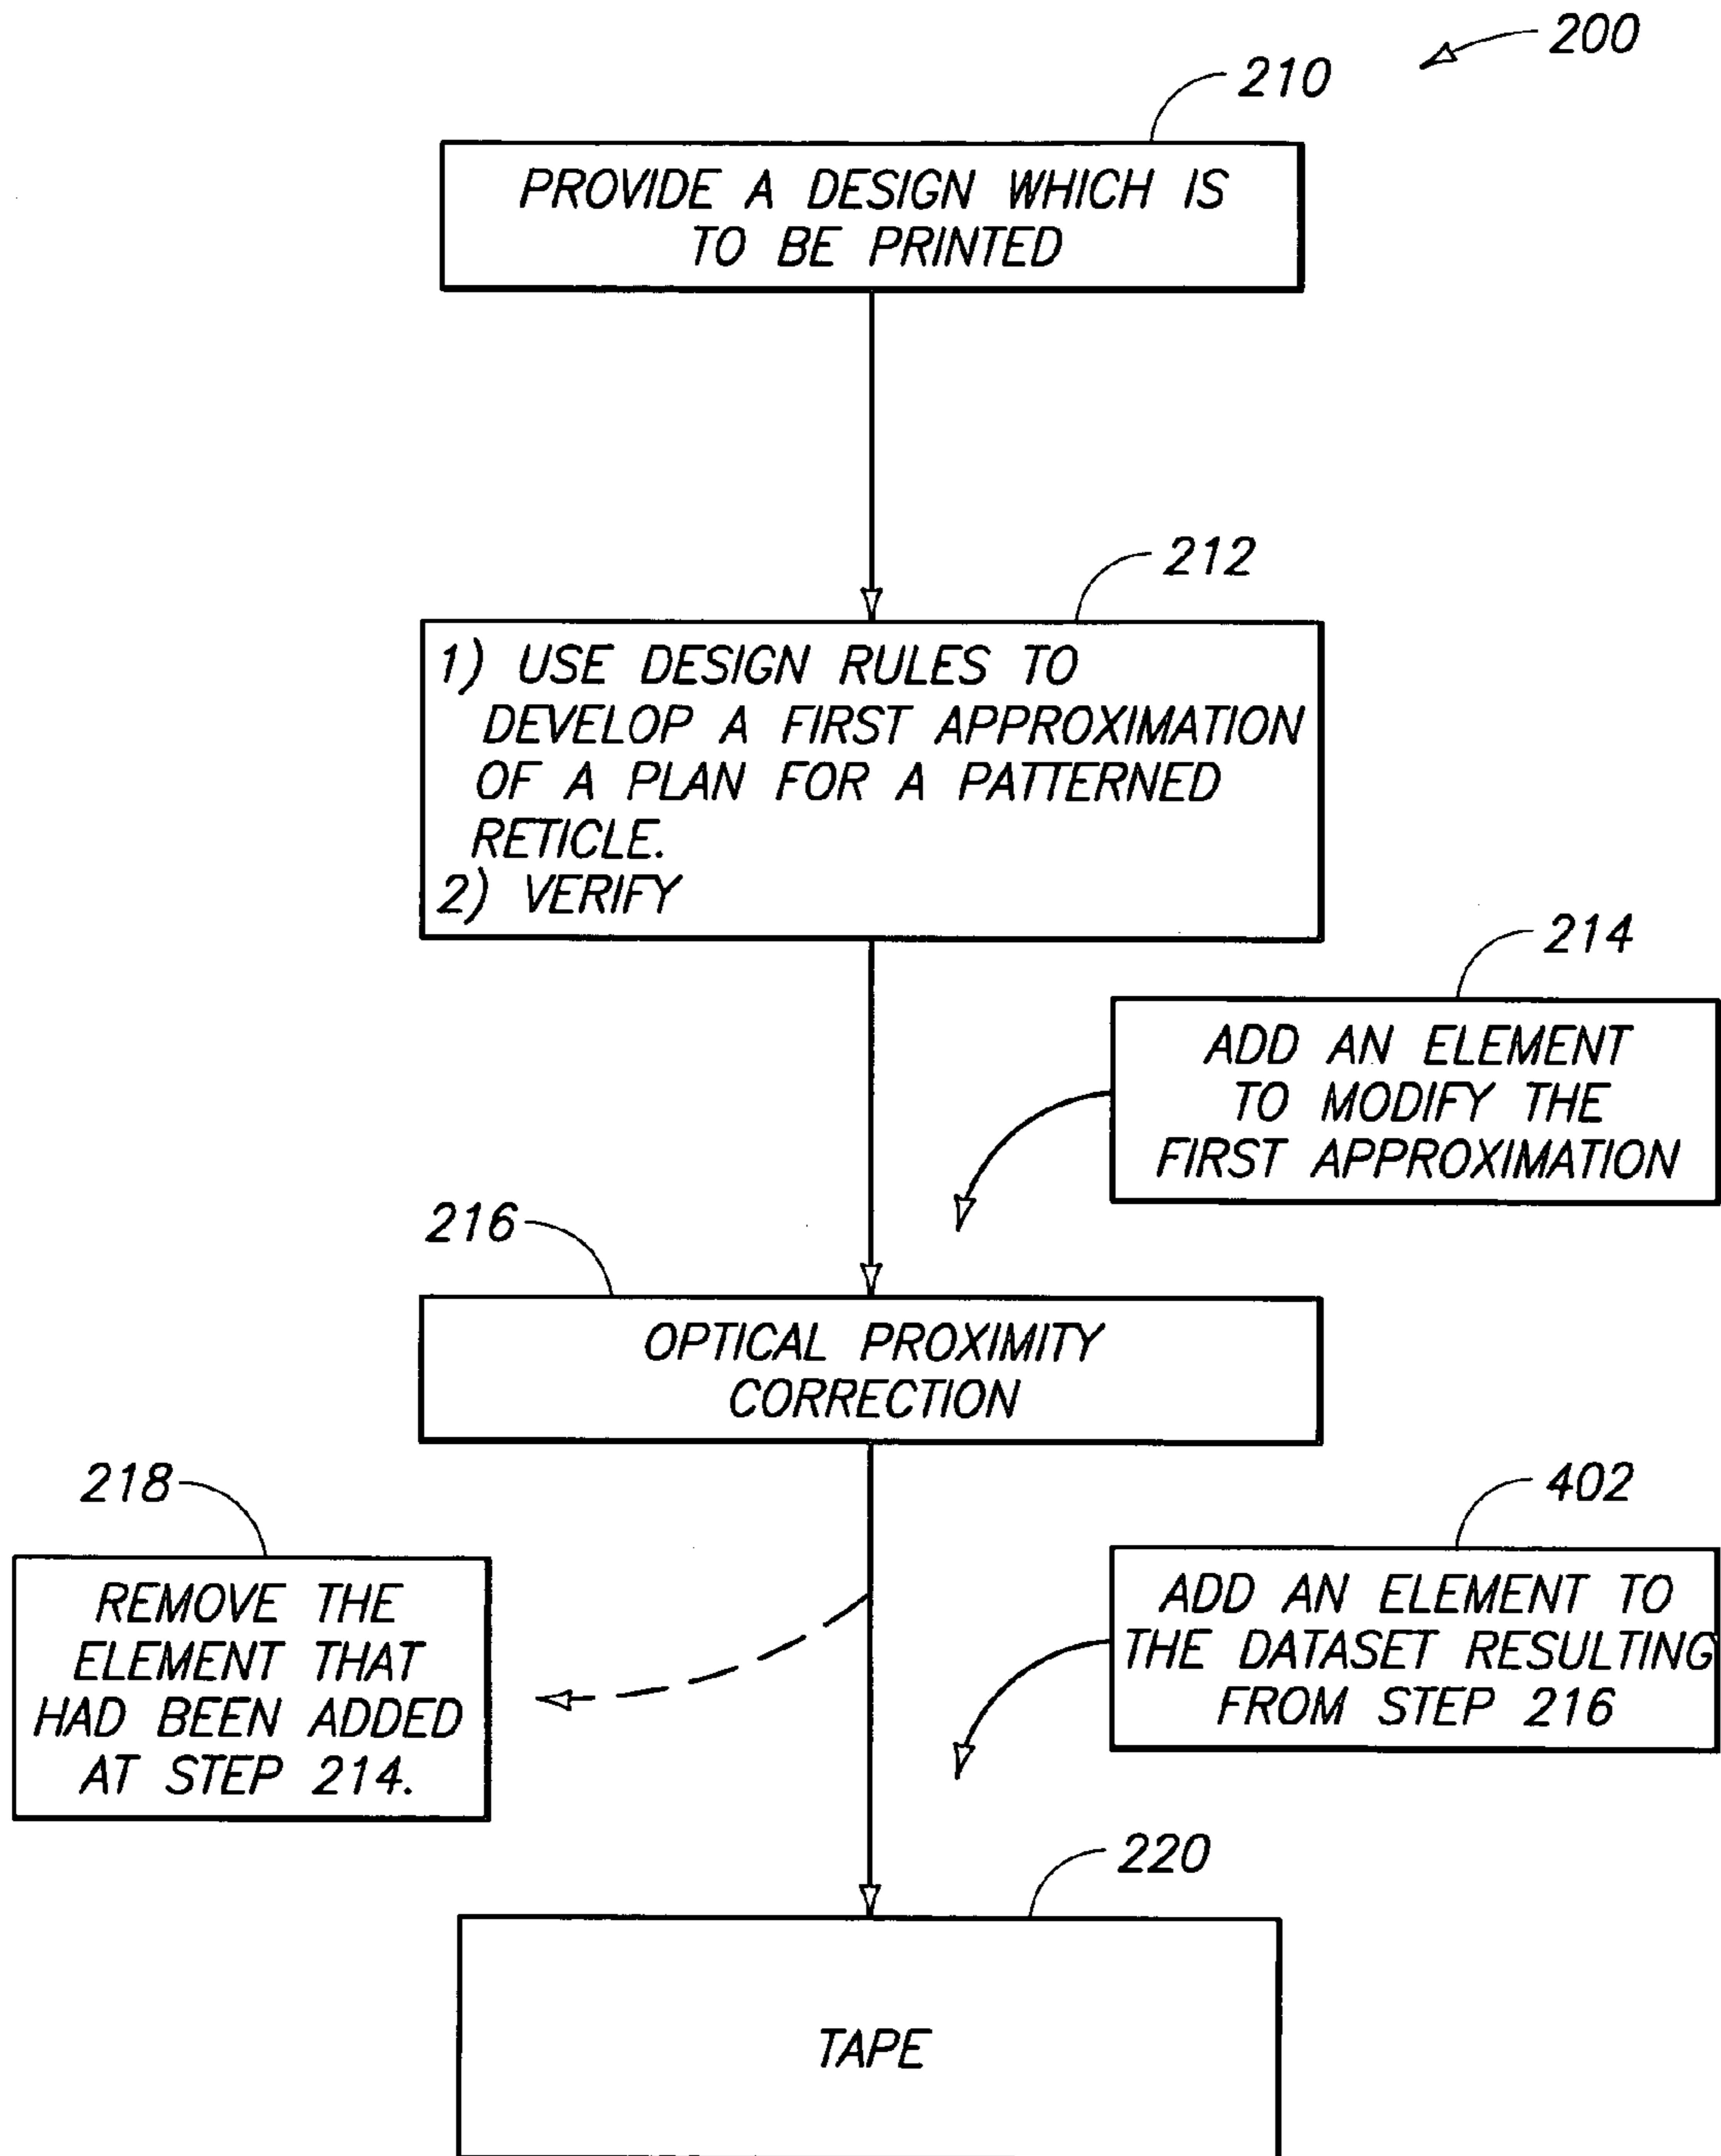 200
210
PROVIDE A DESIGN WHICH IS
TO BE PRINTED
212
1) USE DESIGN RULES TO
DEVELOP A FIRST APPROXIMATION
OF A PLAN FOR A PATTERNED
RETICLE.
2) VERIFY
214
ADD AN ELEMENT
TO MODIFY THE
FIRST APPROXIMATION
216
OPTICAL PROXIMITY
CORRECTION
218
REMOVE THE
ELEMENT THAT
HAD BEEN ADDED
AT STEP 214.
402
ADD AN ELEMENT TO
THE DATASET RESULTING
FROM STEP 216
220
TAPE